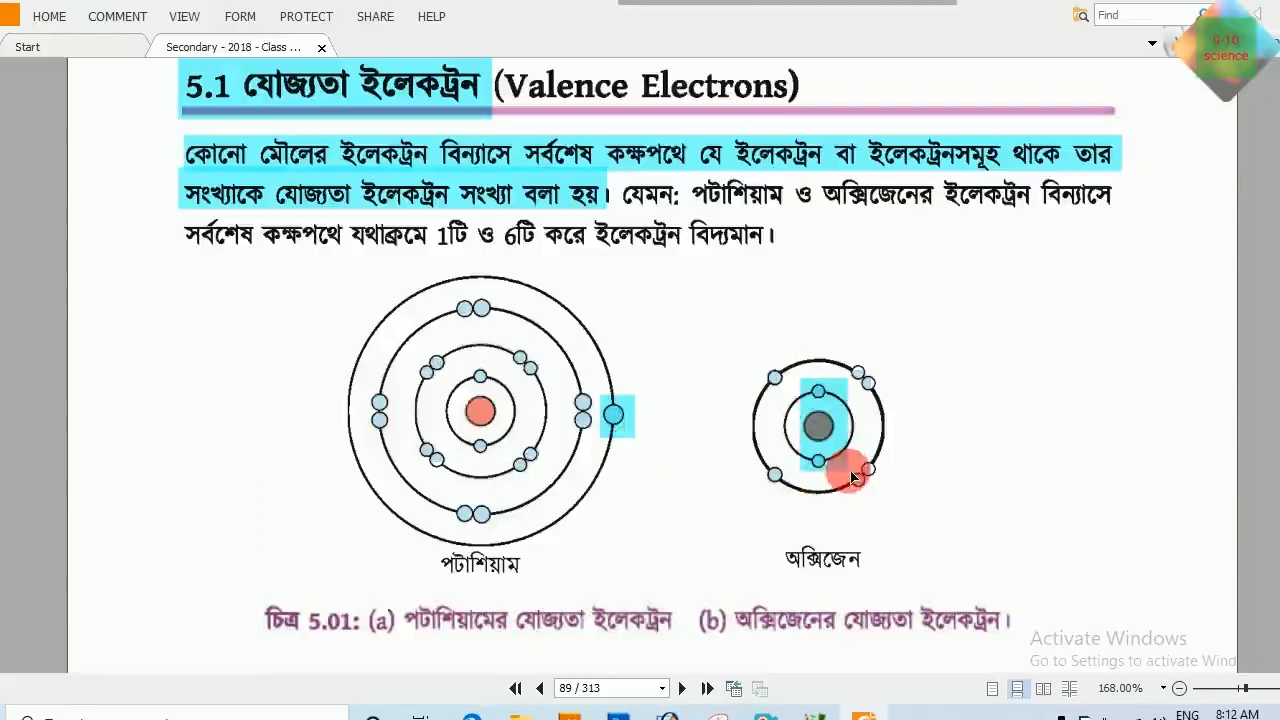 HOME COMMENT VIEW FORM PROTECT SHARE HELP
Find
9-10
science
Start
Secondary - 2018 - Class ...
5.1 যোজ্যতা ইলেকট্রন (Valence Electrons)
কোনো মৌলের ইলেকট্রন বিন্যাসে সর্বশেষ কক্ষপথে যে ইলেকট্রন বা ইলেকট্রনসমূহ থাকে তার
সংখ্যাকে যোজ্যতা ইলেকট্রন সংখ্যা বলা হয়। যেমন: পটাশিয়াম ও অক্সিজেনের ইলেকট্রন বিন্যাসে
সর্বশেষ কক্ষপথে যথাক্রমে 1টি ও 6টি করে ইলেকট্রন বিদ্যমান।
পটাশিয়াম
অক্সিজেন
চিত্র 5.01: (a) পটাশিয়ামের যোজ্যতা ইলেকট্রন (b) অক্সিজেনের যোজ্যতা ইলেকট্রন।
Activate Windows
Go to Settings to activate Wind
89 / 313
168.00%
ENG 8:12 AM